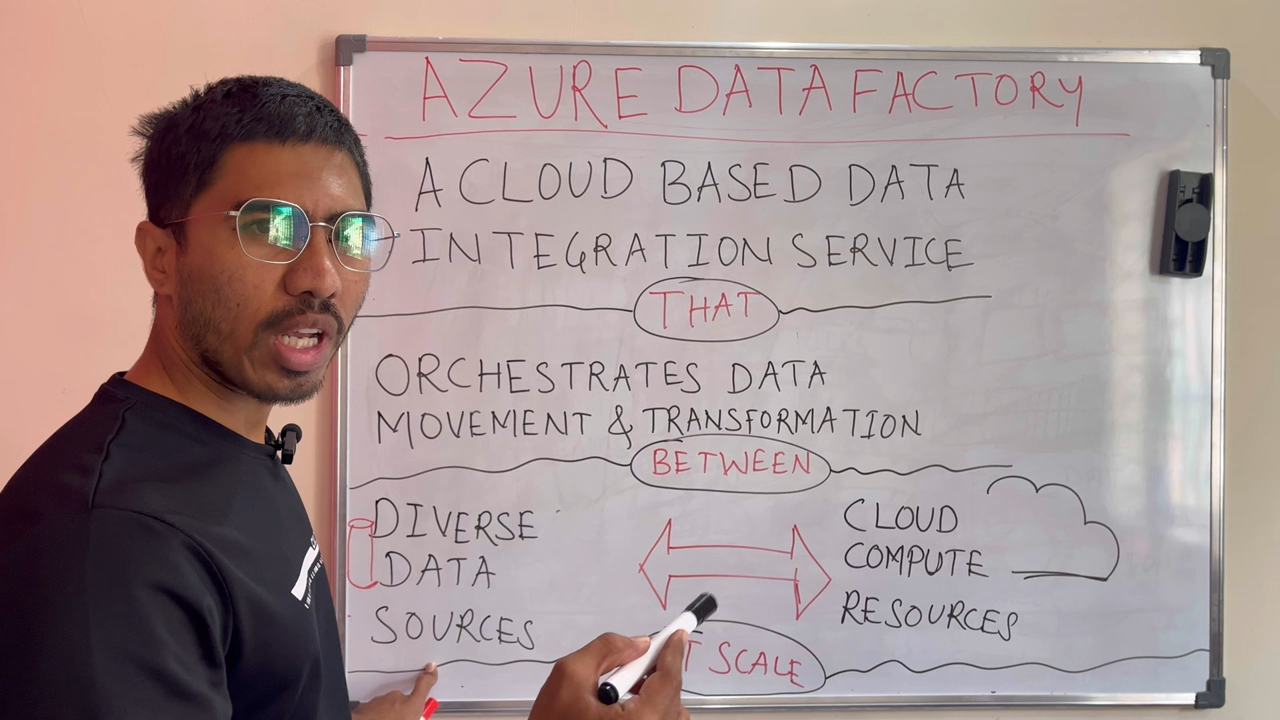 AZURE DATA FACTORY
A CLOUD BASED DATA
INTEGRATION SERVICE
THAT
ORCHESTRATES DATA
MOVEMENT & TRANSFORMATION
BETWEEN
DIVERSE
DATA
SOURCES
CLOUD
COMPUTE
RESOURCES
SCALE